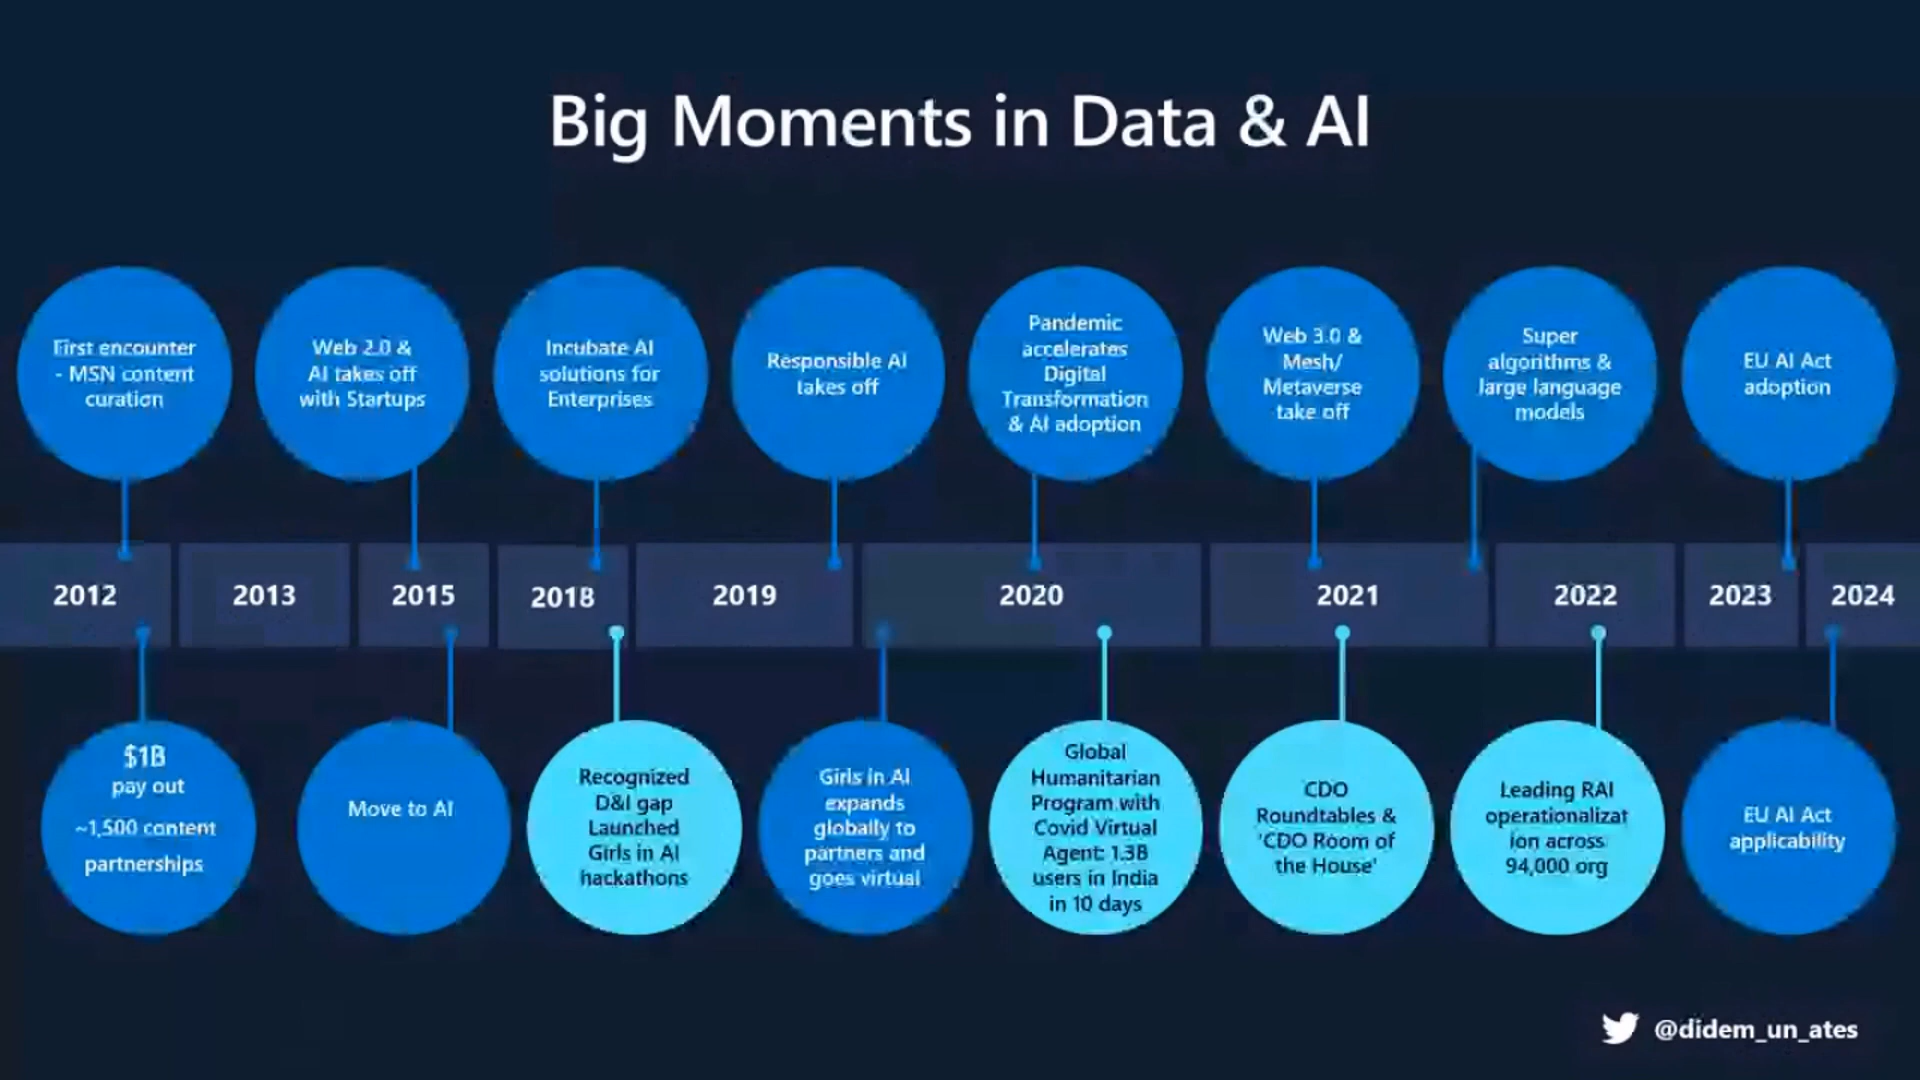 Big Moments in Data & AI
First encounter
- MSN content
curation
Web 2.0 &
AI takes off
with Startups
Incubate AI
solutions for
Enterprises
Responsible AI
takes off
Pandemic
accelerates
Digital
Transformation
& AI adoption
Web 3.0 &
Mesh/
Metaverse
take off
Super
algorithms &
large language
models
EU AI Act
adoption
2012
2013
2015
2018
2019
2020
2021
2022
2023
2024
$1B
pay out
~1,500 content
partnerships
Move to AI
Recognized
D&I gap
Launched
Girls in AI
hackathons
Girls in AI
expands
globally to
partners and
goes virtual
Global
Humanitarian
Program with
Covid Virtual
Agent: 1.3B
users in India
in 10 days
CDO
Roundtables &
'CDO Room of
the House'
Leading RAI
operationalizat
ion across
94,000 org
EU AI Act
applicability
@didem_un_ates